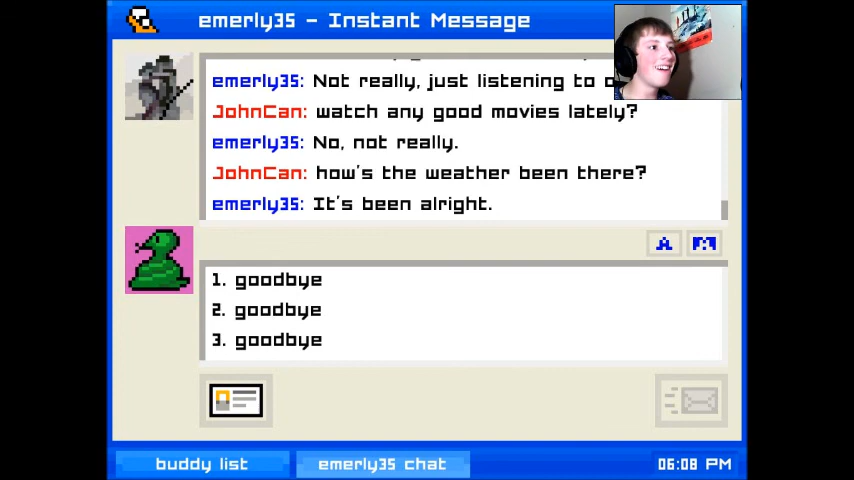 emerly35 - Instant Message
emerly35: Not really, just listening to
JohnCan: watch any good movies lately?
emerly35: No, not really.
JohnCan: how's the weather been there?
emerly35: It's been alright.
A
1. goodbye
2. goodbye
3. goodbye
buddy list
emerly35 chat
06:08 PM